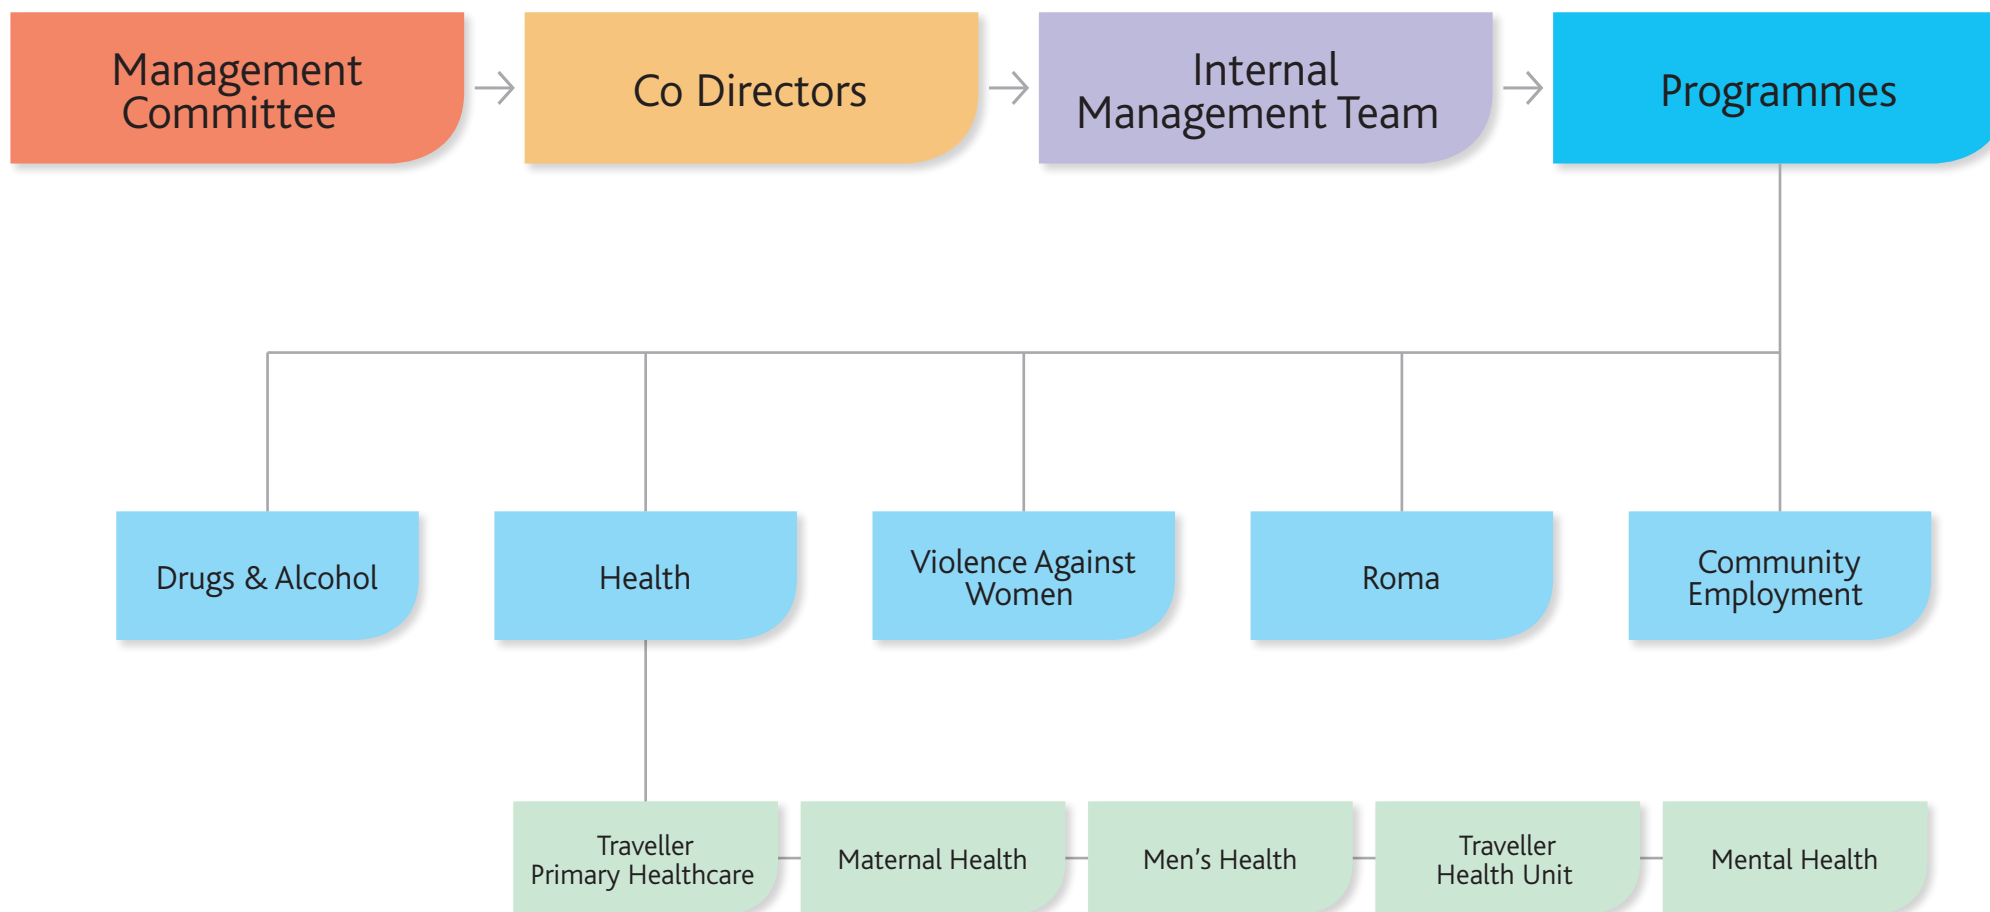 Management
Committee
Co Directors
Internal
Management Team
Programmes
Drugs & Alcohol
Health
Violence Against
Women
Roma
Community
Employment
Traveller
Primary Healthcare
Maternal Health
Men’s Health
Traveller
Health Unit
Mental Health